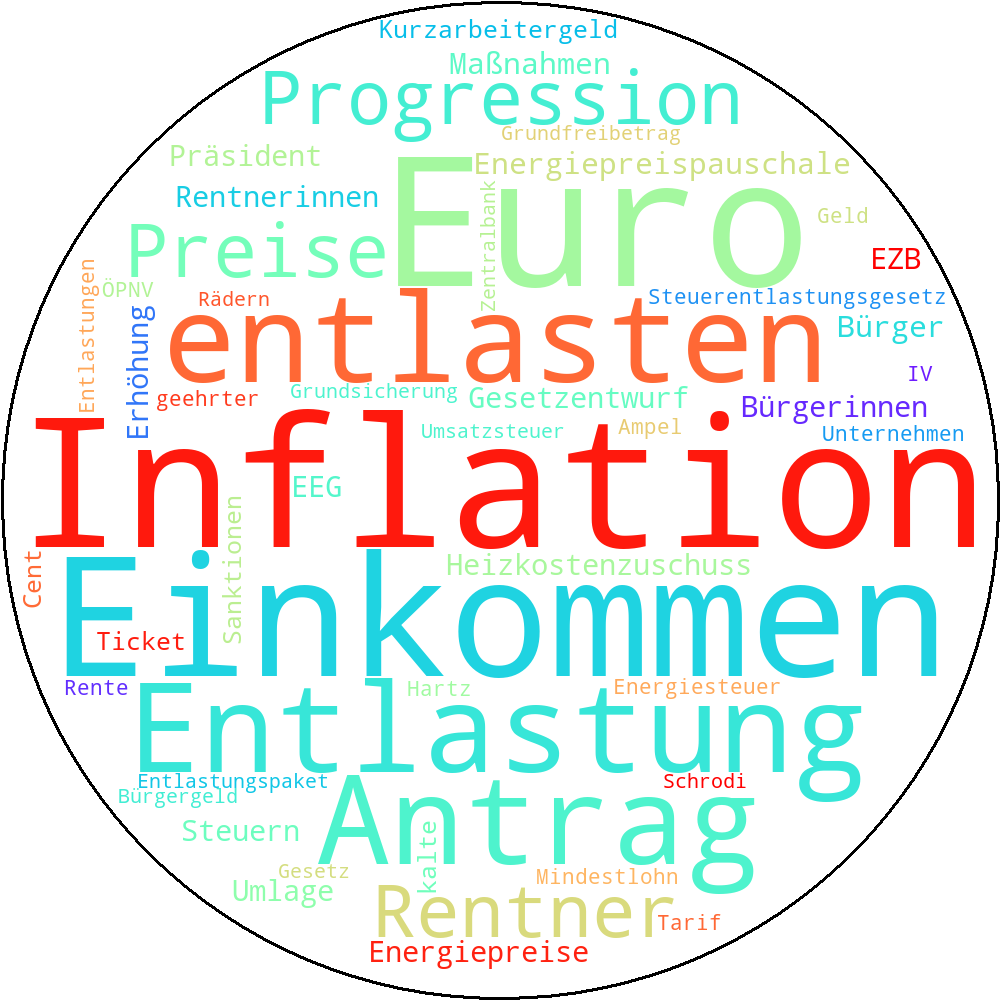 Kurzarbeitergeld
Maßnahmen
Progression
Grundfreibetrag
Präsident
Energiepreispauschale
Rentnerinnen
Euro
Zentralbank
Geld
Preise
EZB
ÖPNV
Rädern
Steuerentlastungsgesetz
Entlastungen
Erhöhung
entlasten
Bürger
IV
geehrter
Grundsicherung
Gesetzentwurf
Bürgerinnen
Umsatzsteuer
Ampel
Unternehmen
Inflation
EEG
Sanktionen
Cent
Heizkostenzuschuss
Einkommen
Ticket
Rente
Hartz
Energiesteuer
Entlastung
Entlastungspaket
Schrodi
Bürgergeld
Antrag
Steuern
kalte
Gesetz
Umlage
Mindestlohn
Rentner
Tarif
Energiepreise